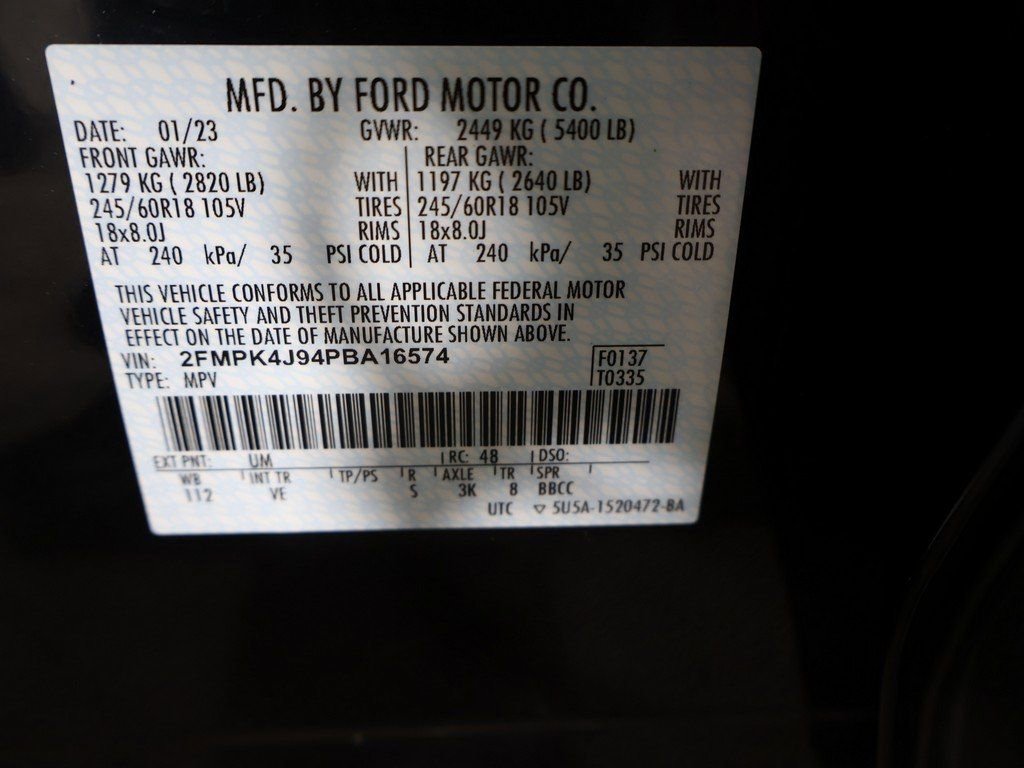 MFD. BY FORD MOTOR CO.
DATE: 01/23 GVWR: 2449 KG ( 5400 LB)
FRONT GAWR: REAR GAWR:
1279 KG ( 2820 LB) WITH 1197 KG ( 2640 LB) WITH
245/60R18 105V TIRES 245/60R18 105V TIRES
18x8.0J RIMS 18x8.0J RIMS
AT 240 kPa/ 35 PSI COLD AT 240 kPa/ 35 PSI COLD
THIS VEHICLE CONFORMS TO ALL APPLICABLE FEDERAL MOTOR
VEHICLE SAFETY AND THEFT PREVENTION STANDARDS IN
EFFECT ON THE DATE OF MANUFACTURE SHOWN ABOVE.
VIN: 2FMPK4J94PBA16574 F0137
TYPE: MPV T0335
EXT PNT: UM RC: 48 DSO:
WB INT TR TP/PS R AXLE TR SPR
112 VE S 3K 8 BBCC
UTC ▽ 5U5A-1520472-BA